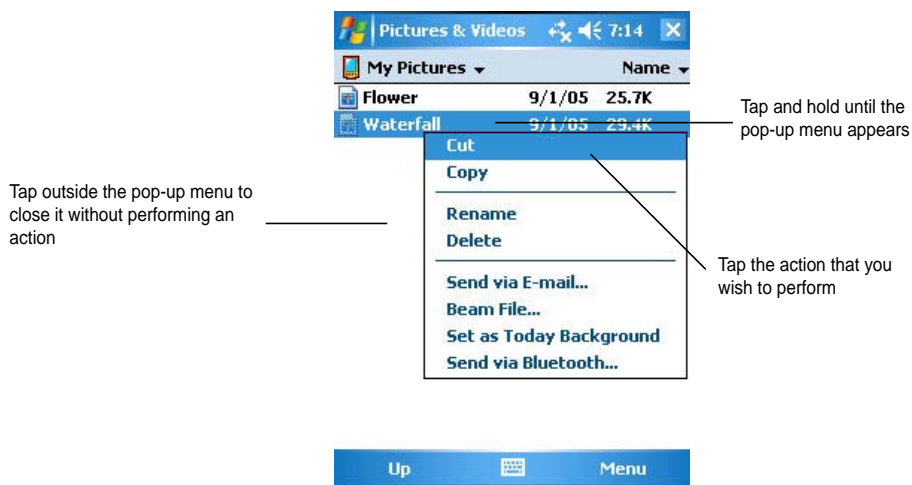 Pictures & Videos 7:14
My Pictures Name
Flower 9/1/05 25.7K
Waterfall 9/1/05 29.4K
Tap and hold until the
pop-up menu appears
Cut
Copy
Rename
Delete
Send via E-mail...
Beam File...
Set as Today Background
Send via Bluetooth...
Tap outside the pop-up menu to
close it without performing an
action
Tap the action that you
wish to perform
Up Menu